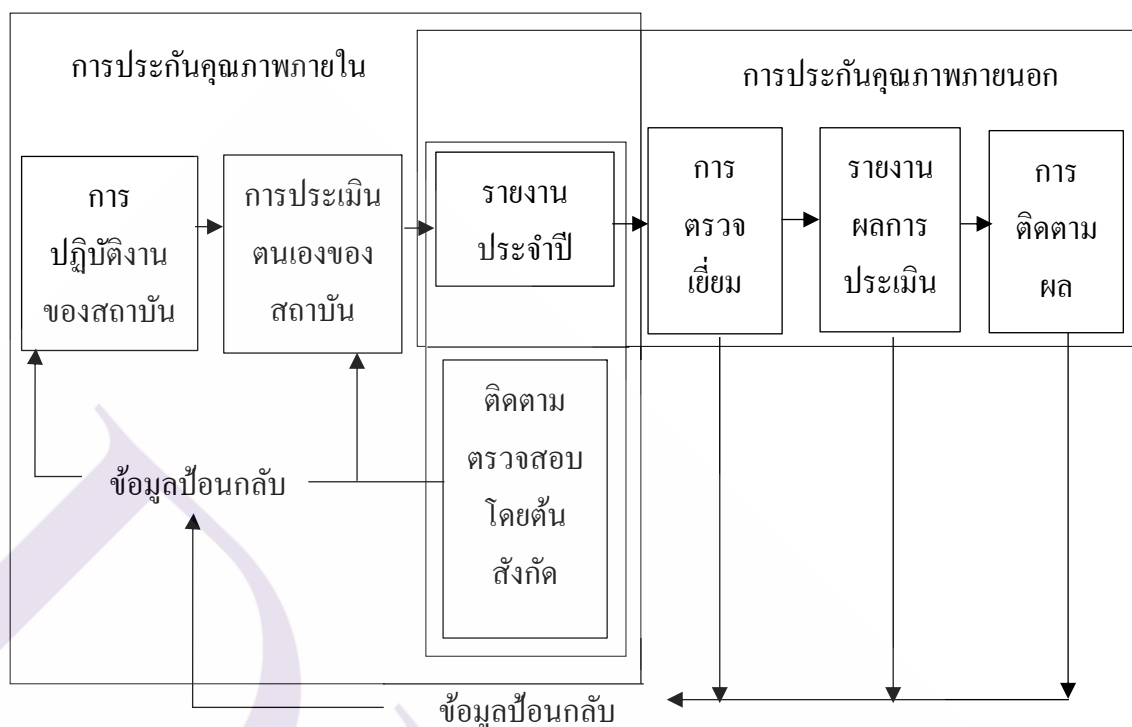 การประกันคุณภาพภายใน
การประกันคุณภาพภายนอก
การ
ปฏิบัติงาน
ของสถาบัน
การประเมิน
ตนเองของ
สถาบัน
รายงาน
ประจำปี
การ
ตรวจ
เยี่ยม
รายงาน
ผลการ
ประเมิน
การ
ติดตาม
ผล
ติดตาม
ตรวจสอบ
โดยต้น
สังกัด
ข้อมูลป้อนกลับ
ข้อมูลป้อนกลับ